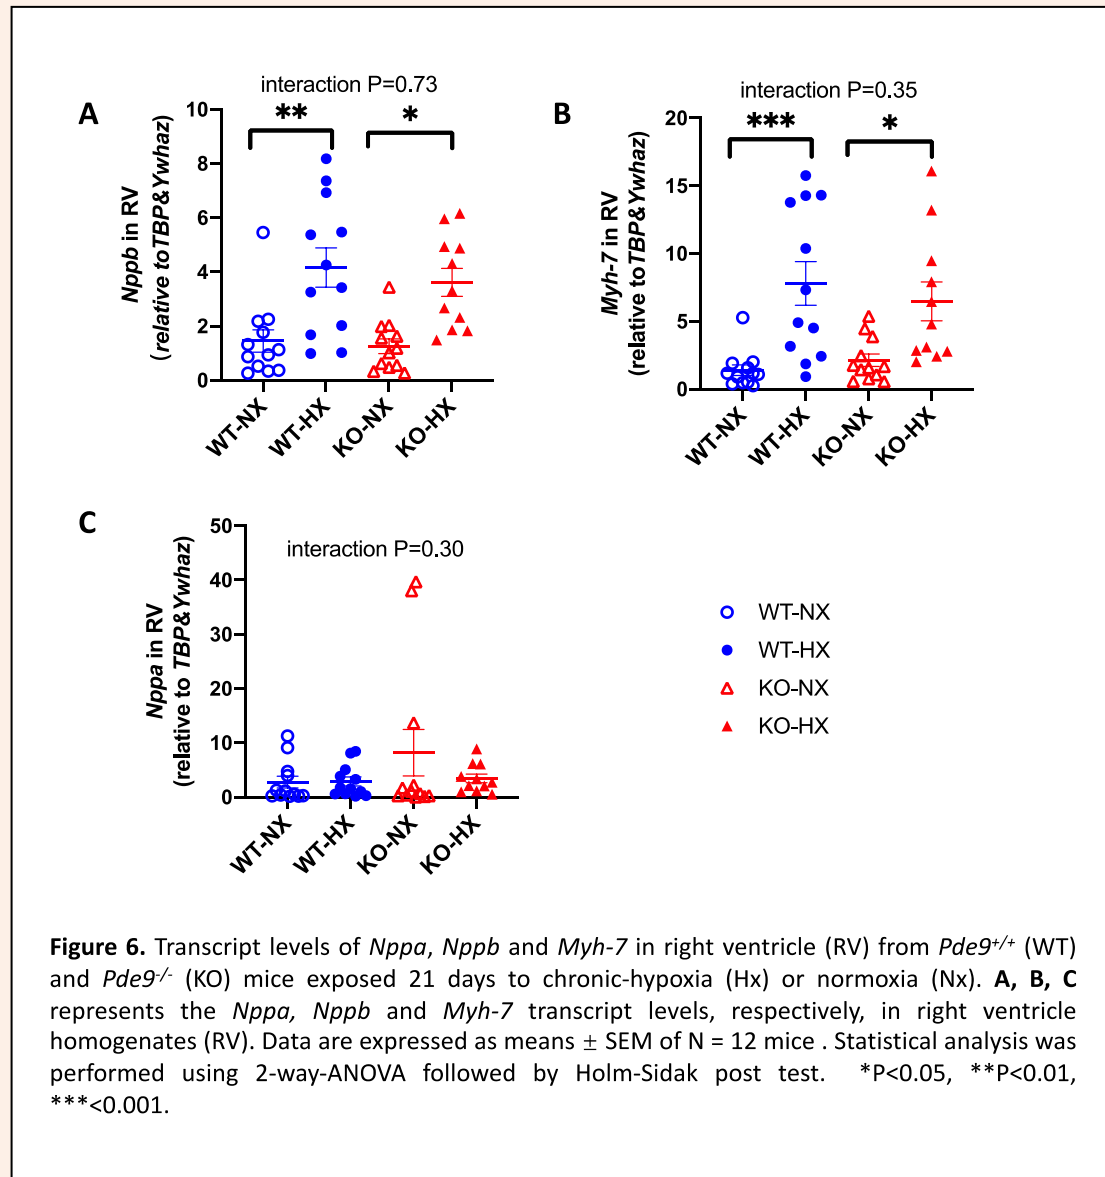 interaction P=0.73
A
** *
10
8
6
4
2
0
Nppb in RV
(relative toTBP&Ywhaz)
WT-NX
WT-HX
KO-NX
KO-HX
interaction P=0.35
B
*** *
20
15
10
5
0
Myh-7 in RV
(relative toTBP&Ywhaz)
WT-NX
WT-HX
KO-NX
KO-HX
C
interaction P=0.30
50
40
30
20
10
0
Nppa in RV
(relative to TBP&Ywhaz)
WT-NX
WT-HX
KO-NX
KO-HX
WT-NX
WT-HX
KO-NX
KO-HX
Figure 6. Transcript levels of Nppa, Nppb and Myh-7 in right ventricle (RV) from Pde9+/+ (WT)
and Pde9-/- (KO) mice exposed 21 days to chronic-hypoxia (Hx) or normoxia (Nx). A, B, C
represents the Nppa, Nppb and Myh-7 transcript levels, respectively, in right ventricle
homogenates (RV). Data are expressed as means ± SEM of N = 12 mice . Statistical analysis was
performed using 2-way-ANOVA followed by Holm-Sidak post test. *P<0.05, **P<0.01,
***<0.001.